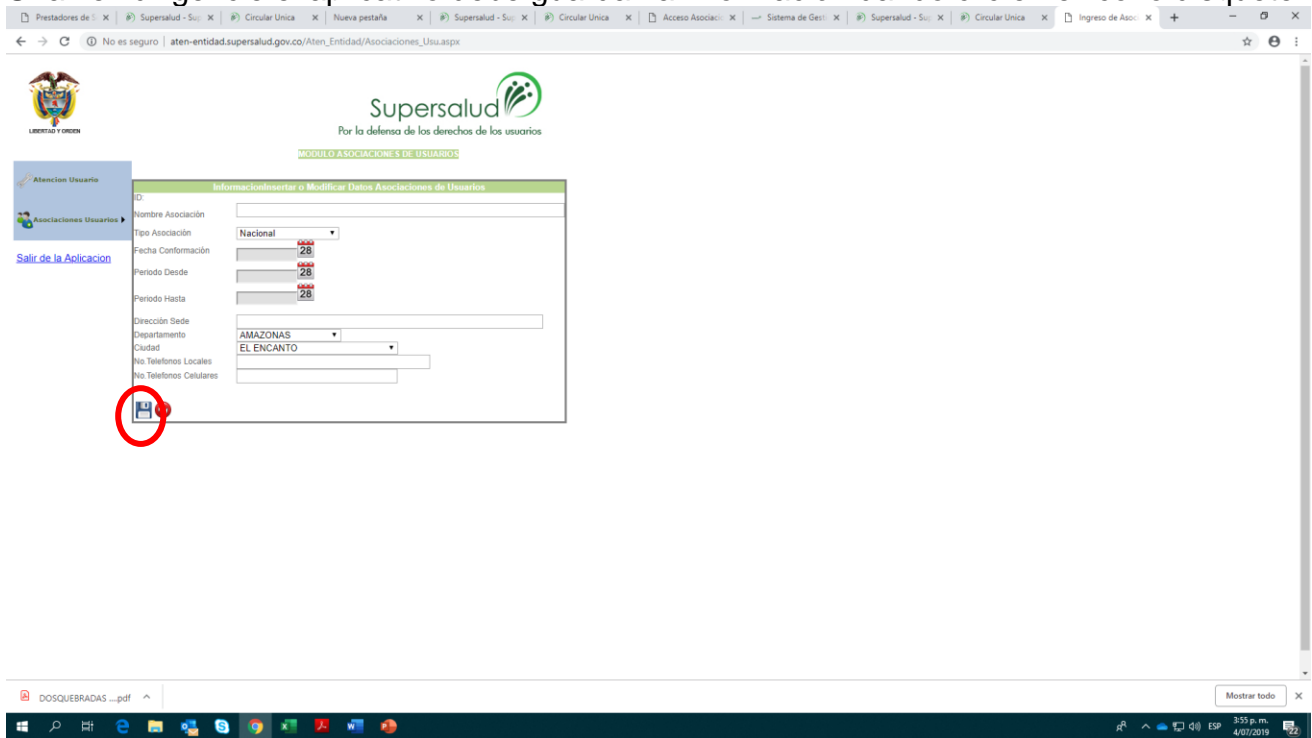 Prestadores de S
Supersalud - Sup
Circular Unica
Nueva pestaña
Supersalud - Sup
Circular Unica
Acceso Asociació
Sistema de Gesti
Supersalud - Sup
Circular Unica
Ingreso de Asoc
No es seguro | aten-entidad.supersalud.gov.co/Aten_Entidad/Asociaciones_Usu.aspx
LIBERTAD Y ORDEN
Supersalud
Por la defensa de los derechos de los usuarios
MODULO ASOCIACIONES DE USUARIOS
Atencion Usuario
Asociaciones Usuarios
Salir de la Aplicacion
InformacionInsertar o Modificar Datos Asociaciones de Usuarios
ID:
Nombre Asociación
Tipo Asociación Nacional
Fecha Conformación 28
Periodo Desde 28
Periodo Hasta 28
Dirección Sede
Departamento AMAZONAS
Ciudad EL ENCANTO
No.Telefonos Locales
No.Telefonos Celulares
DOSQUEBRADAS ....pdf
Mostrar todo
ESP
3:55 p. m.
4/07/2019
22